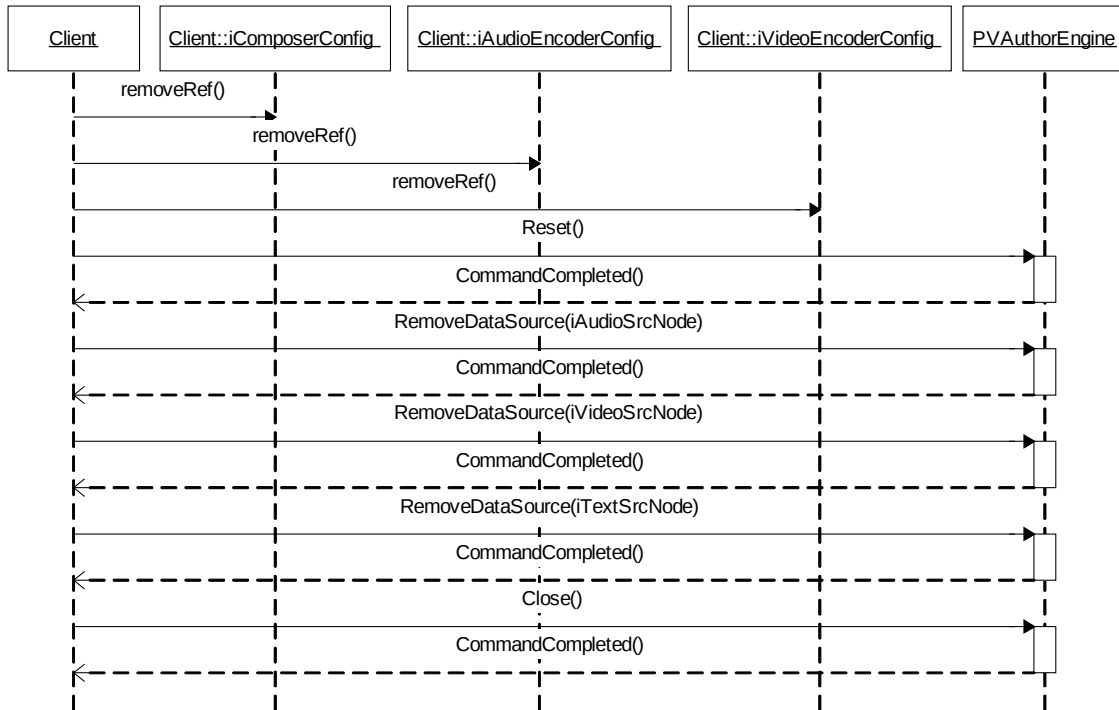 Client
Client::iComposerConfig
Client::iAudioEncoderConfig
Client::iVideoEncoderConfig
PVAuthorEngine
removeRef()
removeRef()
removeRef()
Reset()
CommandCompleted()
RemoveDataSource(iAudioSrcNode)
CommandCompleted()
RemoveDataSource(iVideoSrcNode)
CommandCompleted()
RemoveDataSource(iTextSrcNode)
CommandCompleted()
Close()
CommandCompleted()